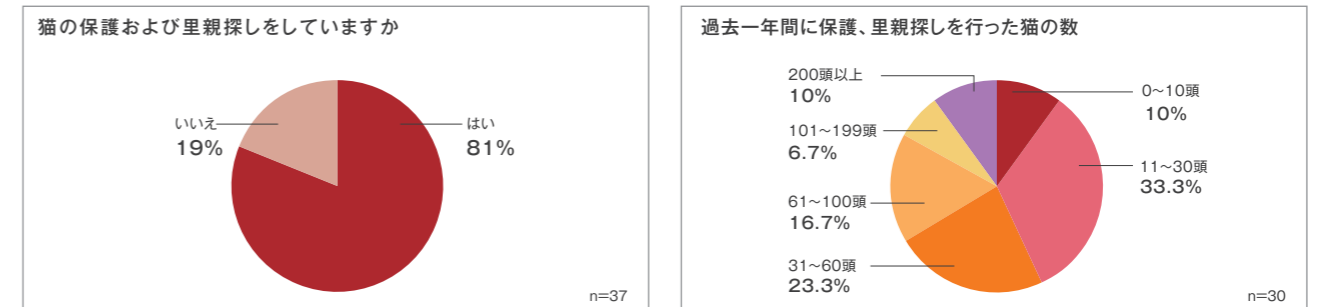 猫の保護および里親探しをしていますか
いいえ
19%
はい
81%
n=37
過去一年間に保護、里親探しを行った猫の数
200頭以上
10%
0〜10頭
10%
101〜199頭
6.7%
11〜30頭
33.3%
61〜100頭
16.7%
31〜60頭
23.3%
n=30